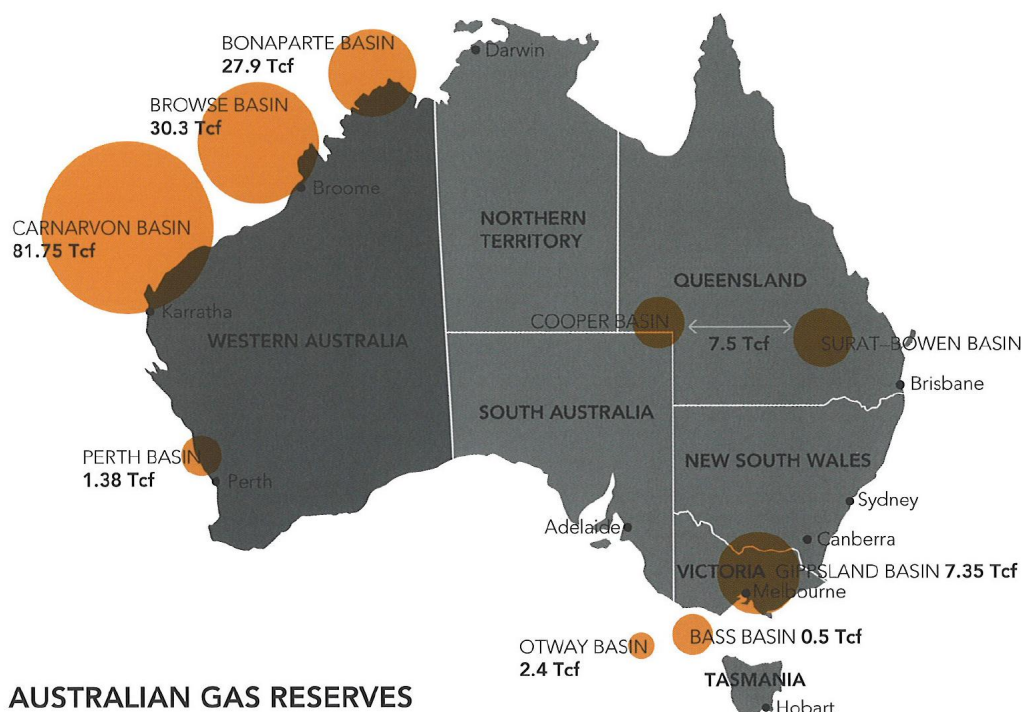 BONAPARTE BASIN
27.9 Tcf
Darwin
BROWSE BASIN
30.3 Tcf
Broome
CARNARVON BASIN
81.75 Tcf
Karratha
NORTHERN
TERRITORY
QUEENSLAND
COOPER BASIN
7.5 Tcf
SURAT–BOWEN BASIN
WESTERN AUSTRALIA
Brisbane
SOUTH AUSTRALIA
PERTH BASIN
1.38 Tcf
Perth
NEW SOUTH WALES
Sydney
Adelaide
Canberra
VICTORIA
GIPPSLAND BASIN 7.35 Tcf
Melbourne
OTWAY BASIN
2.4 Tcf
BASS BASIN 0.5 Tcf
TASMANIA
Hobart
AUSTRALIAN GAS RESERVES